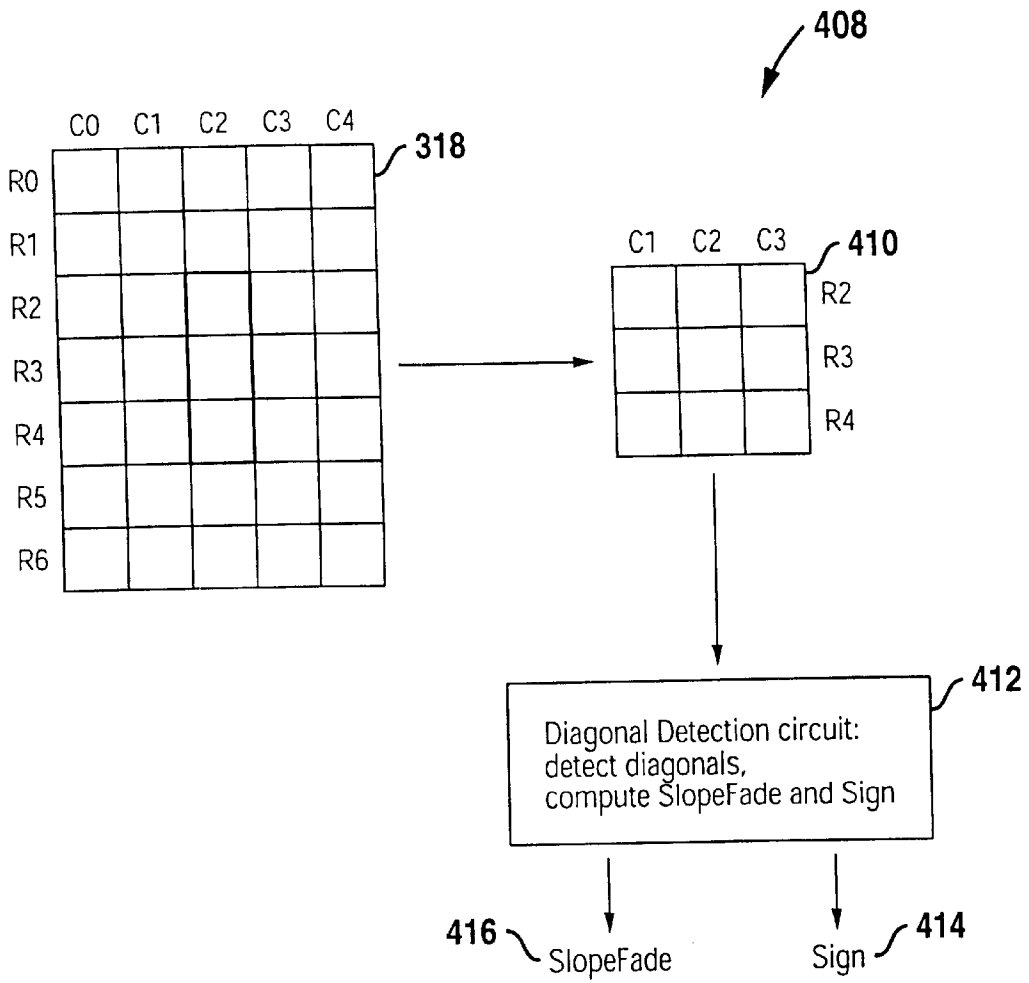 408
C0 C1 C2 C3 C4
318
R0
R1
R2
R3
R4
R5
R6
C1 C2 C3
410
R2
R3
R4
412
Diagonal Detection circuit:
detect diagonals,
compute SlopeFade and Sign
416
SlopeFade
414
Sign